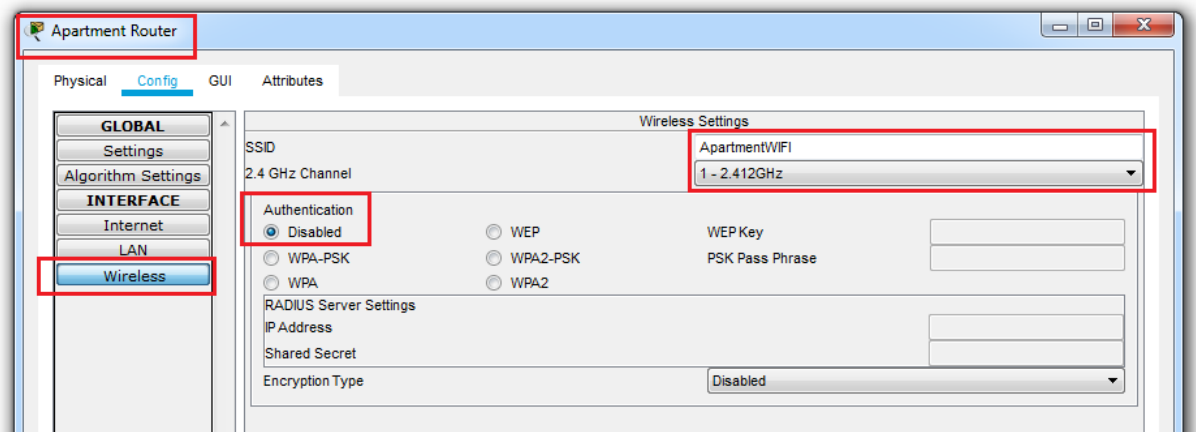 Apartment Router
Physical Config GUI Attributes
GLOBAL
Settings
Algorithm Settings
INTERFACE
Internet
LAN
Wireless
Wireless Settings
SSID ApartmentWIFI
2.4 GHz Channel 1 - 2.412GHz
Authentication
Disabled WEP WEP Key
WPA-PSK WPA2-PSK PSK Pass Phrase
WPA WPA2
RADIUS Server Settings
IP Address
Shared Secret
Encryption Type Disabled